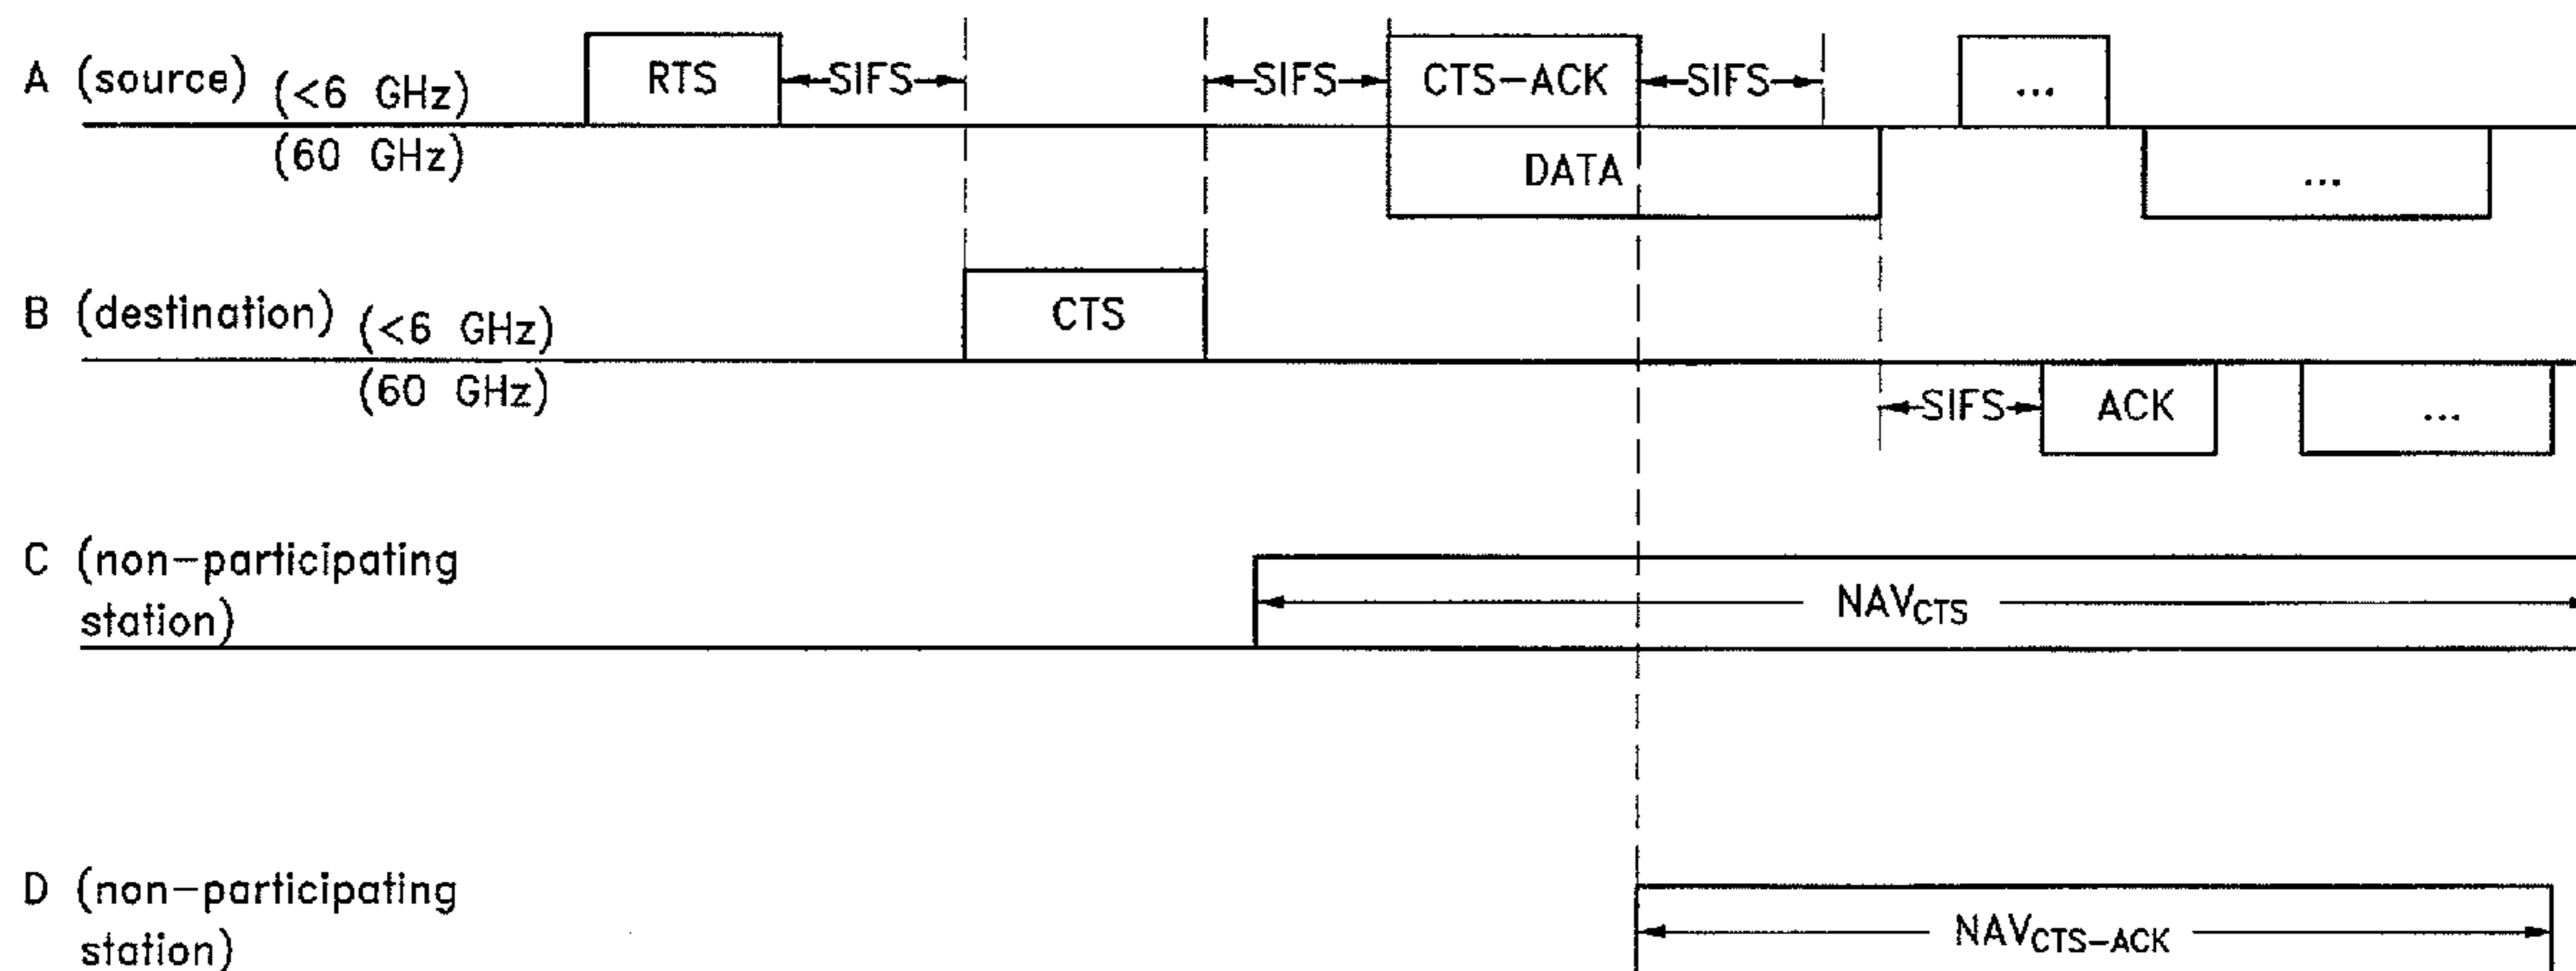 A (source) (<6 GHz) RTS SIFS SIFS CTS-ACK SIFS ...
(60 GHz) DATA ...
B (destination) (<6 GHz) CTS
(60 GHz) SIFS ACK ...
C (non-participating
station) NAVCTS
D (non-participating
station) NAVCTS-ACK